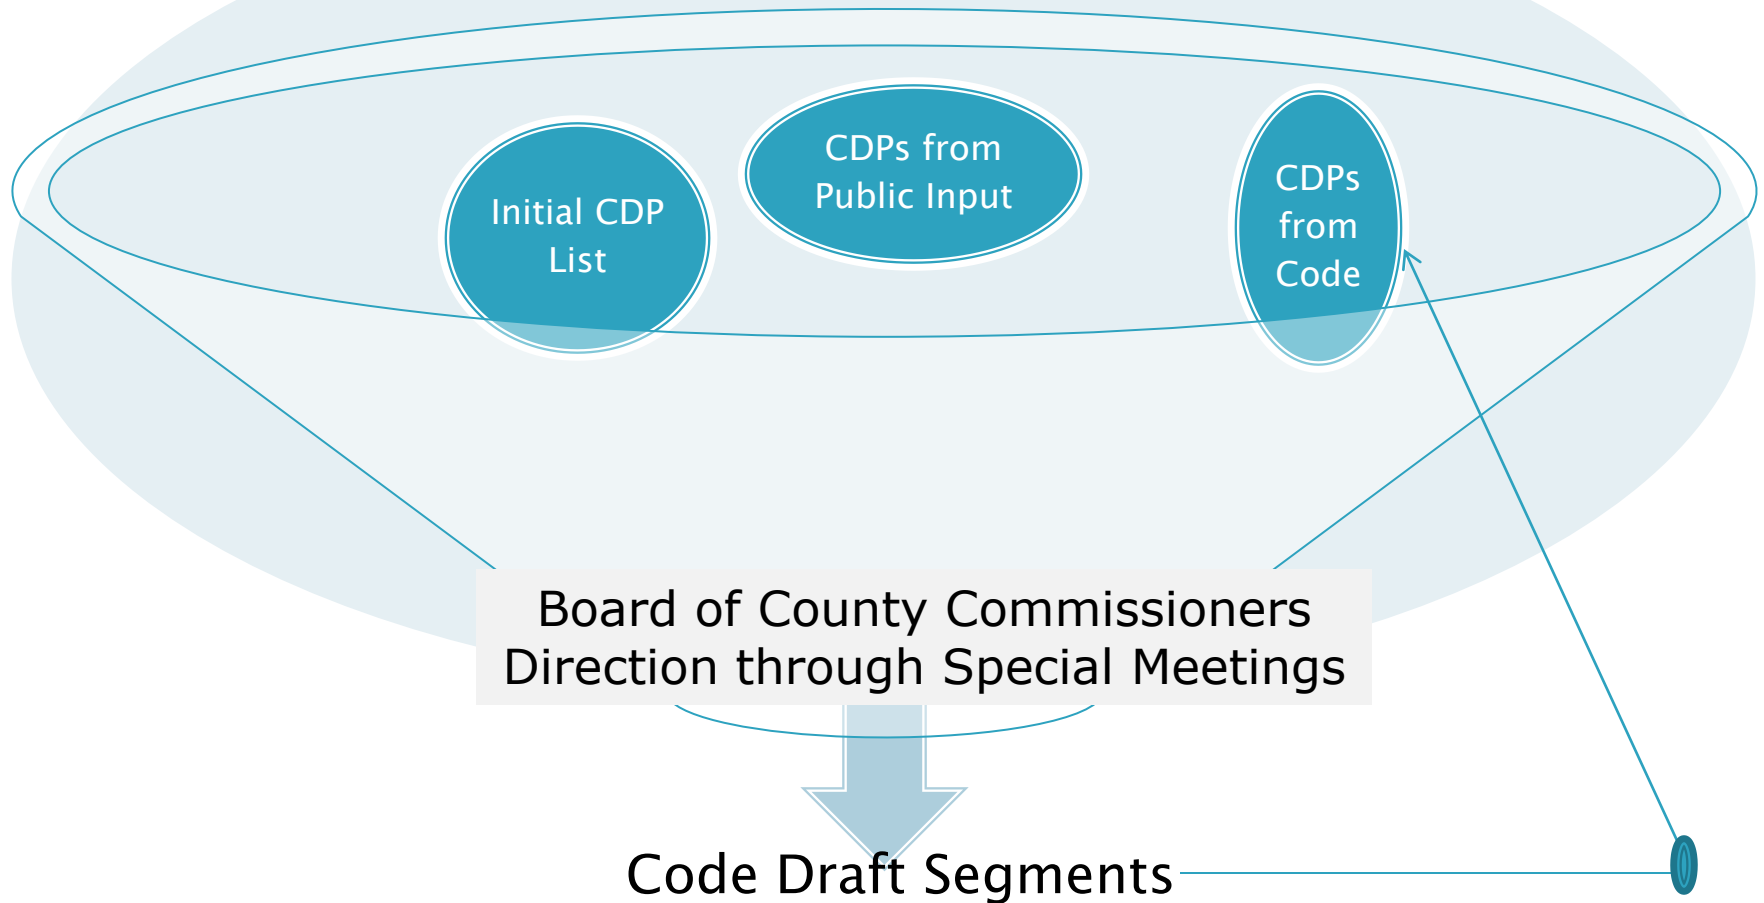 Initial CDP
List
CDPs from
Public Input
CDPs
from
Code
Board of County Commissioners
Direction through Special Meetings
Code Draft Segments